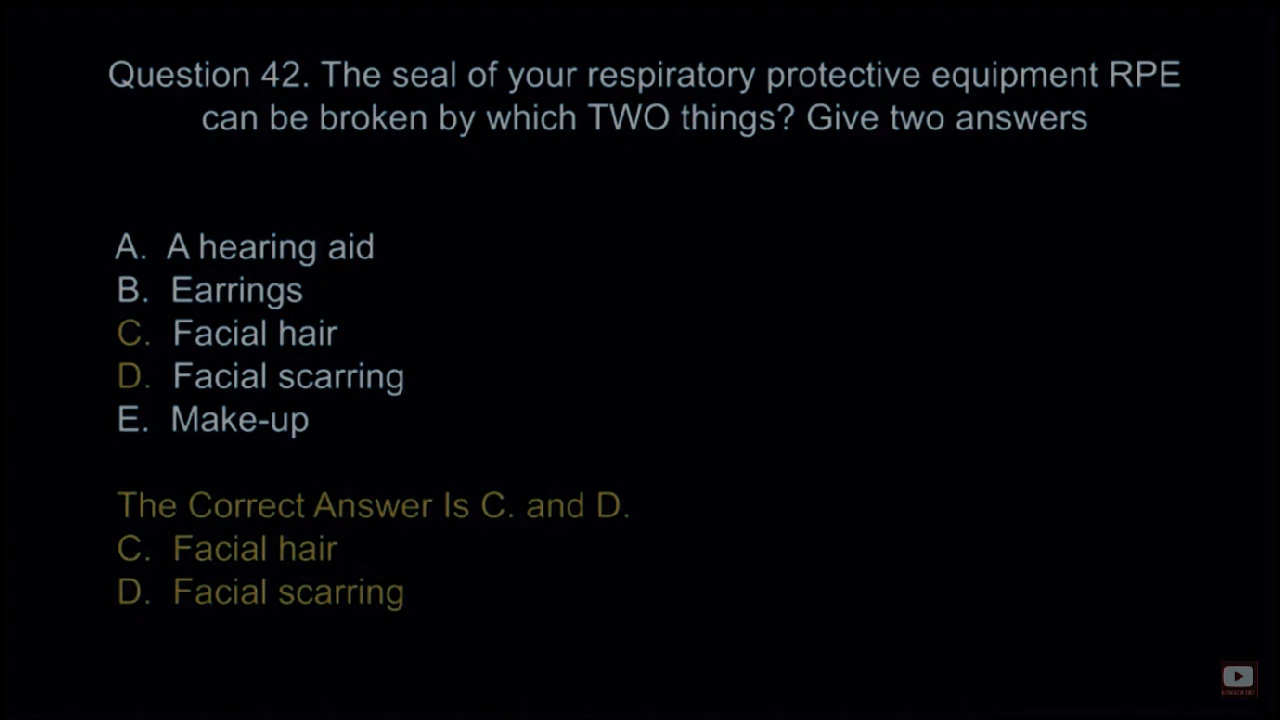 Question 42. The seal of your respiratory protective equipment RPE
can be broken by which TWO things? Give two answers
A. A hearing aid
B. Earrings
C. Facial hair
D. Facial scarring
E. Make-up
The Correct Answer Is C. and D.
C. Facial hair
D. Facial scarring
SUBSCRIBE